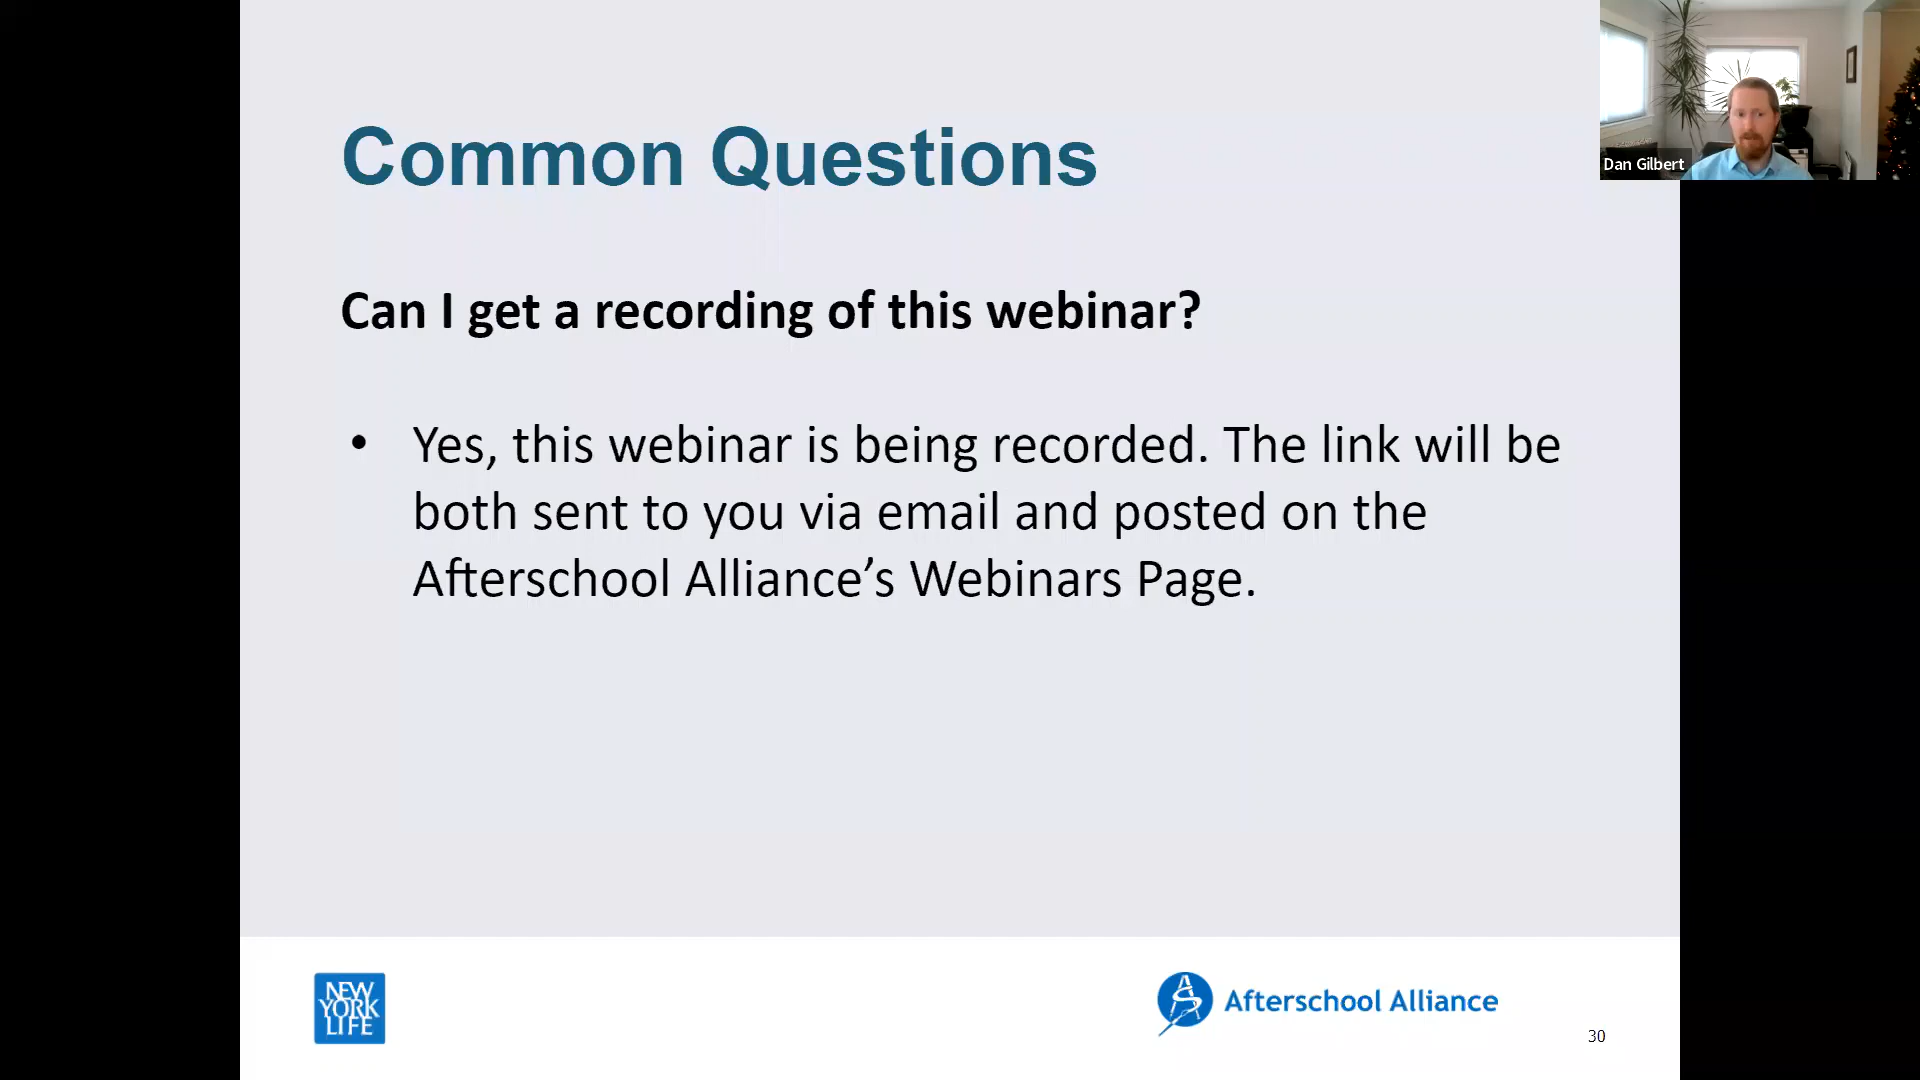 Common Questions
Dan Gilbert
Can I get a recording of this webinar?
• Yes, this webinar is being recorded. The link will be
both sent to you via email and posted on the
Afterschool Alliance’s Webinars Page.
NEW
YORK
LIFE
Afterschool Alliance
30